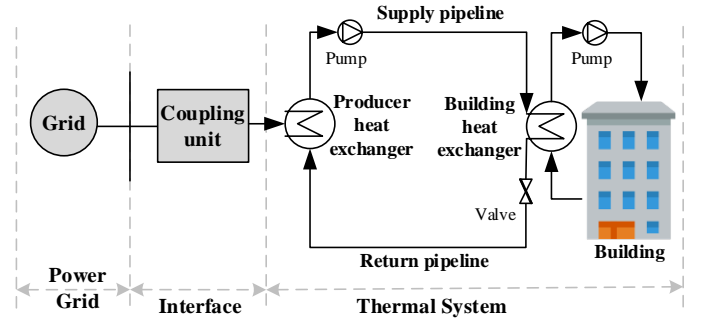 Supply pipeline
Pump
Pump
Grid
Coupling
unit
Producer
heat
exchanger
Building
heat
exchanger
Valve
Building
Return pipeline
Power
Grid
Interface
Thermal System